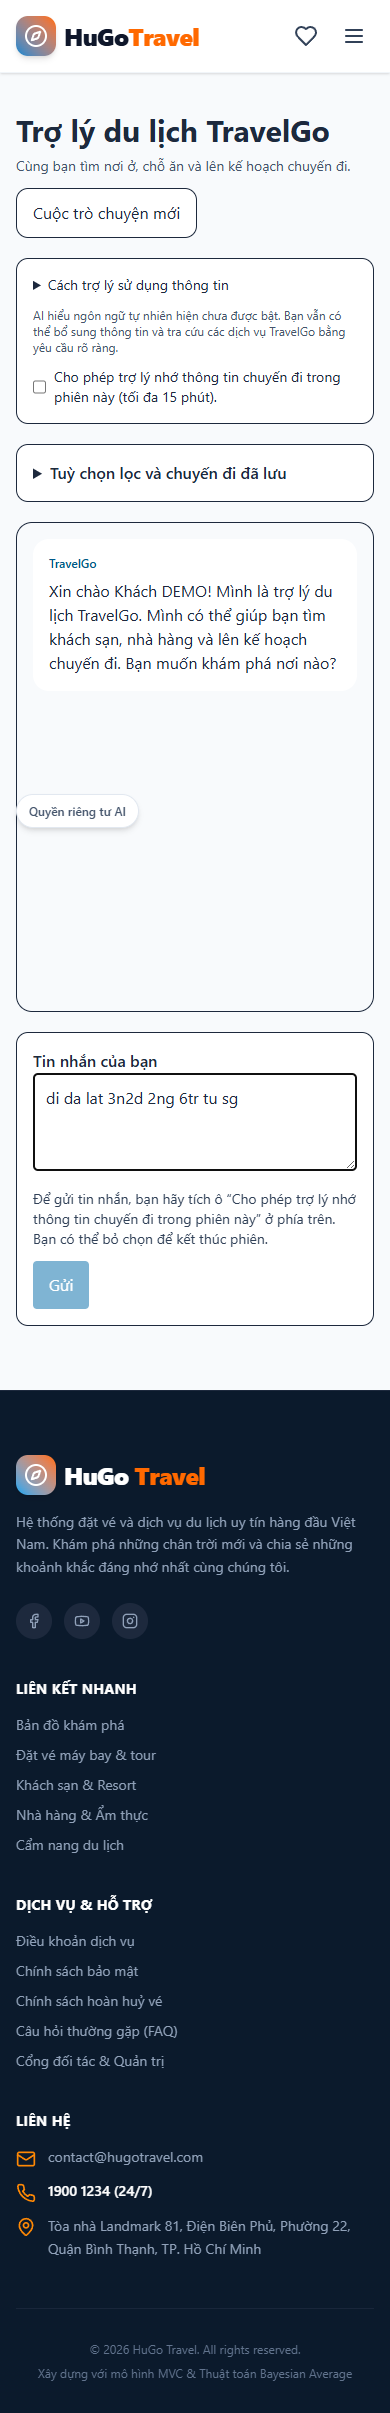 HuGoTravel
Trợ lý du lịch TravelGo
Cùng bạn tìm nơi ở, chỗ ăn và lên kế hoạch chuyến đi.
Cuộc trò chuyện mới
Cách trợ lý sử dụng thông tin
AI hiểu ngôn ngữ tự nhiên hiện chưa được bật. Bạn vẫn có
thể bổ sung thông tin và tra cứu các dịch vụ TravelGo bằng
yêu cầu rõ ràng.
Cho phép trợ lý nhớ thông tin chuyến đi trong
phiên này (tối đa 15 phút).
Tuỳ chọn lọc và chuyến đi đã lưu
TravelGo
Xin chào Khách DEMO! Mình là trợ lý du
lịch TravelGo. Mình có thể giúp bạn tìm
khách sạn, nhà hàng và lên kế hoạch
chuyến đi. Bạn muốn khám phá nơi nào?
Quyền riêng tư AI
Tin nhắn của bạn
di da lat 3n2d 2ng 6tr tu sg
Để gửi tin nhắn, bạn hãy tích ô “Cho phép trợ lý nhớ
thông tin chuyến đi trong phiên này” ở phía trên.
Bạn có thể bỏ chọn để kết thúc phiên.
Gửi
HuGo Travel
Hệ thống đặt vé và dịch vụ du lịch uy tín hàng đầu Việt
Nam. Khám phá những chân trời mới và chia sẻ những
khoảnh khắc đáng nhớ nhất cùng chúng tôi.
LIÊN KẾT NHANH
Bản đồ khám phá
Đặt vé máy bay & tour
Khách sạn & Resort
Nhà hàng & Ẩm thực
Cẩm nang du lịch
DỊCH VỤ & HỖ TRỢ
Điều khoản dịch vụ
Chính sách bảo mật
Chính sách hoàn huỷ vé
Câu hỏi thường gặp (FAQ)
Cổng đối tác & Quản trị
LIÊN HỆ
contact@hugotravel.com
1900 1234 (24/7)
Tòa nhà Landmark 81, Điện Biên Phủ, Phường 22,
Quận Bình Thạnh, TP. Hồ Chí Minh
© 2026 HuGo Travel. All rights reserved.
Xây dựng với mô hình MVC & Thuật toán Bayesian Average